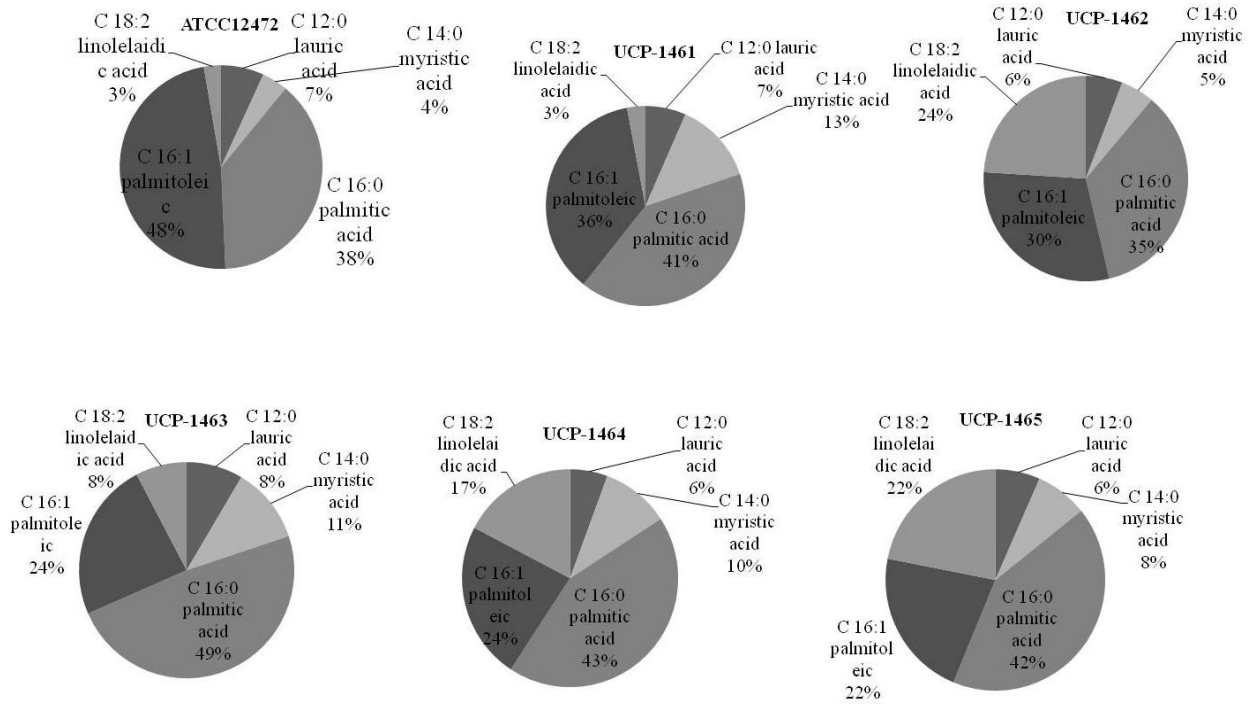 ATCC12472
C 18:2
linolelaidi
c acid
3%
C 12:0
lauric
acid
7%
C 14:0
myristic
acid
4%
C 16:1
palmitolei
c
48%
C 16:0
palmitic
acid
38%
UCP-1461
C 18:2
linolelaidic
acid
3%
C 12:0 lauric
acid
7%
C 14:0
myristic acid
13%
C 16:1
palmitoleic
36%
C 16:0
palmitic acid
41%
UCP-1462
C 12:0
lauric
acid
6%
C 14:0
myristic
acid
5%
C 18:2
linolelaidic
acid
24%
C 16:1
palmitoleic
30%
C 16:0
palmitic
acid
35%
UCP-1463
C 18:2
linolelaid
ic acid
8%
C 12:0
lauric
acid
8%
C 14:0
myristic
acid
11%
C 16:1
palmitole
ic
24%
C 16:0
palmitic
acid
49%
UCP-1464
C 18:2
linolelai
dic acid
17%
C 12:0
lauric
acid
6%
C 14:0
myristic
acid
10%
C 16:1
palmitol
eic
24%
C 16:0
palmitic
acid
43%
UCP-1465
C 18:2
linolelai
dic acid
22%
C 12:0
lauric
acid
6%
C 14:0
myristic
acid
8%
C 16:1
palmitol
eic
22%
C 16:0
palmitic
acid
42%